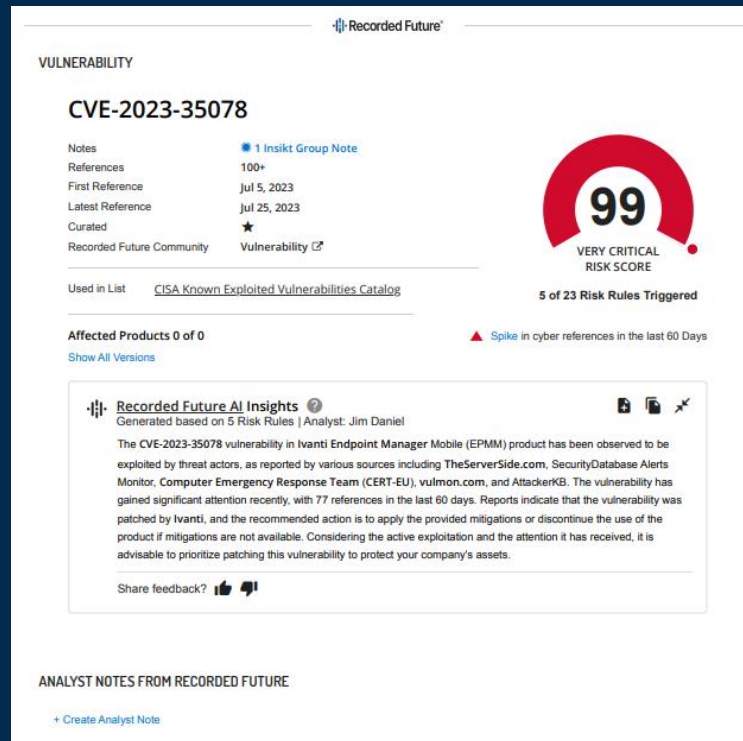 Recorded Future®
VULNERABILITY
CVE-2023-35078
Notes 1 Insikt Group Note
References 100+
First Reference Jul 5, 2023
Latest Reference Jul 25, 2023
Curated ★
Recorded Future Community Vulnerability
Used in List CISA Known Exploited Vulnerabilities Catalog
99
VERY CRITICAL
RISK SCORE
5 of 23 Risk Rules Triggered
Affected Products 0 of 0
Show All Versions
Spike in cyber references in the last 60 Days
Recorded Future AI Insights ?
Generated based on 5 Risk Rules | Analyst: Jim Daniel
The CVE-2023-35078 vulnerability in Ivanti Endpoint Manager Mobile (EPMM) product has been observed to be
exploited by threat actors, as reported by various sources including TheServerSide.com, SecurityDatabase Alerts
Monitor, Computer Emergency Response Team (CERT-EU), vulmon.com, and AttackerKB. The vulnerability has
gained significant attention recently, with 77 references in the last 60 days. Reports indicate that the vulnerability was
patched by Ivanti, and the recommended action is to apply the provided mitigations or discontinue the use of the
product if mitigations are not available. Considering the active exploitation and the attention it has received, it is
advisable to prioritize patching this vulnerability to protect your company's assets.
Share feedback?
ANALYST NOTES FROM RECORDED FUTURE
+ Create Analyst Note